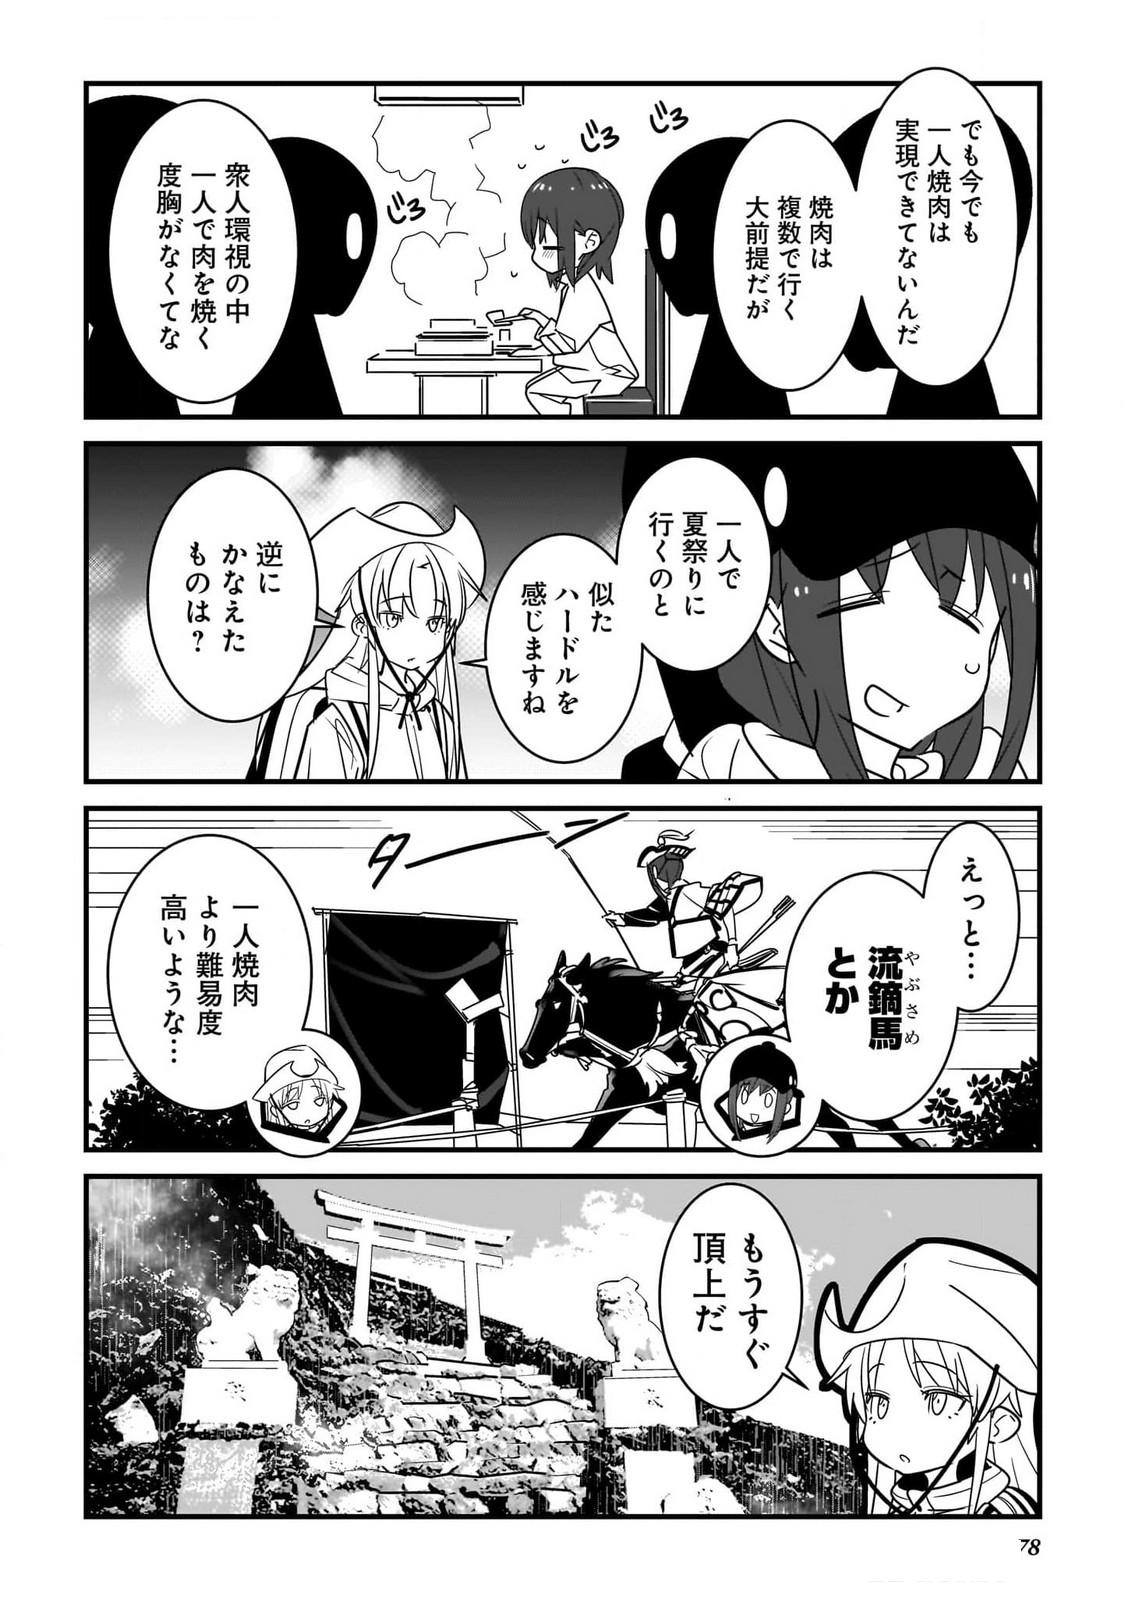 でも今でも
一人焼肉は
実現できてないんだ
焼肉は
複数で行く
大前提だが
じろ
じろ
じろ
衆人環視の中
一人で肉を焼く
度胸がなくてな
一人で
夏祭りに
行くのと
似た
ハードルを
感じますね
逆に
かなえた
ものは？
えっと…
流鏑馬
やぶさめ
とか
ターン
一人焼肉
より難易度
高いような…
もうすぐ
頂上だ
78